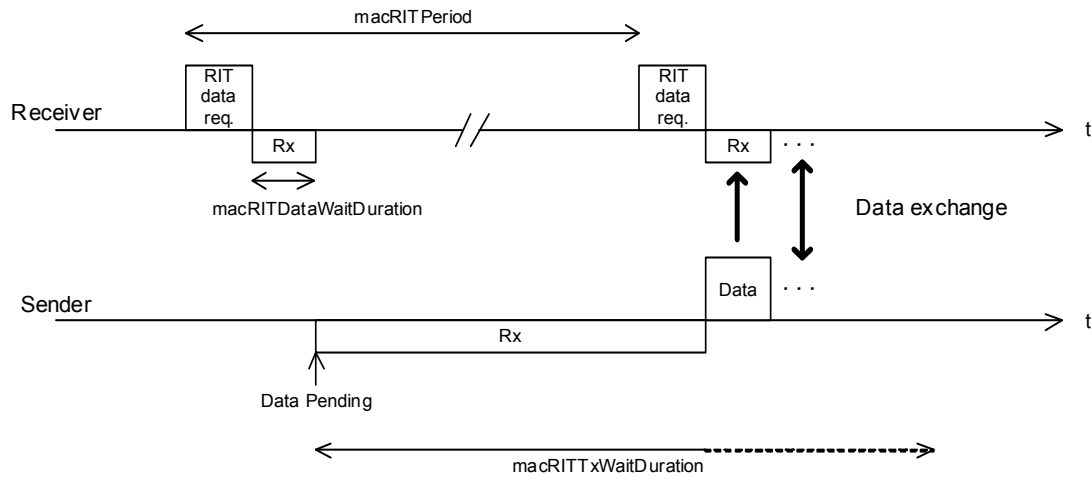 macRITPeriod
RIT
data
req.
RIT
data
req.
Receiver
t
Rx
Rx
. . .
macRITDataWaitDuration
Data exchange
Sender
Data
. . .
t
Rx
Data Pending
macRITTxWaitDuration